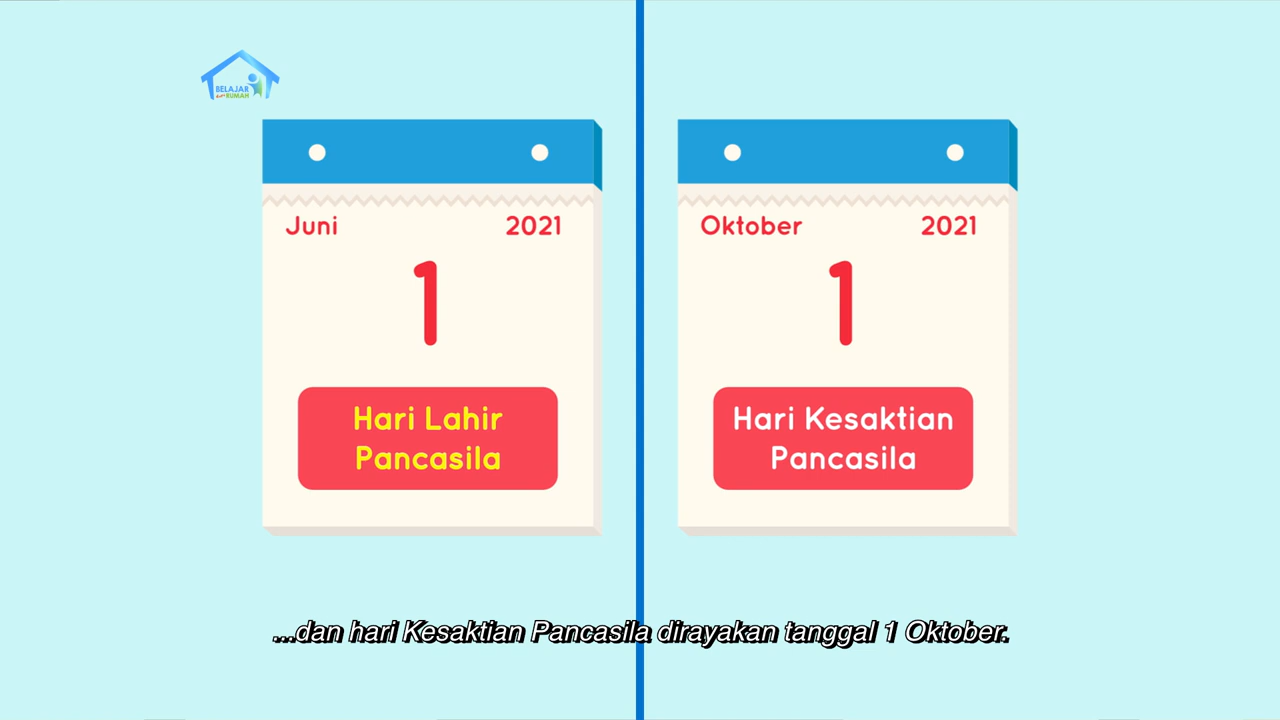 BELAJAR
dari RUMAH
Juni 2021
1
Hari Lahir
Pancasila
Oktober 2021
1
Hari Kesaktian
Pancasila
...dan hari Kesaktian Pancasila dirayakan tanggal 1 Oktober.